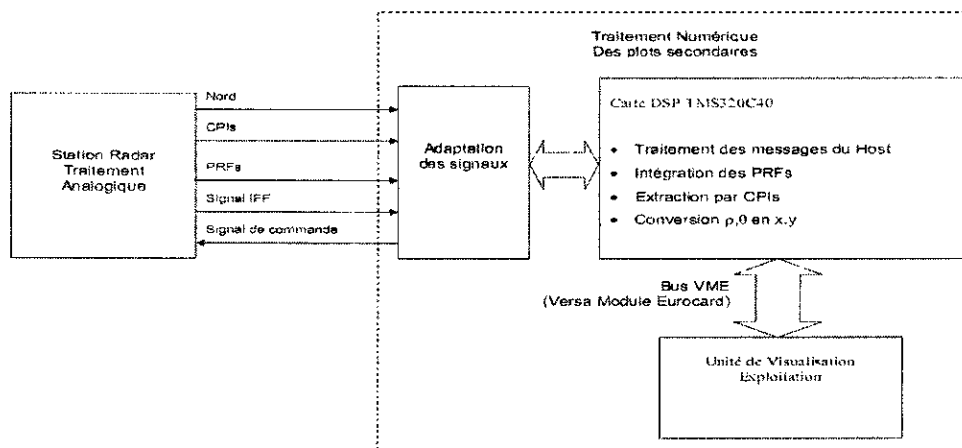 Traitement Numérique
Des plots secondaires
Station Radar
Traitement
Analogique
Nord
CPIs
PRFs
Signal IFF
Signal de commande
Adaptation
des signaux
Carte DSP TMS320C40
• Traitement des messages du Host
• Intégration des PRFs
• Extraction par CPIs
• Conversion ρ,θ en x.y
Bus VME
(Versa Module Eurocard)
Unité de Visualisation
Exploitation